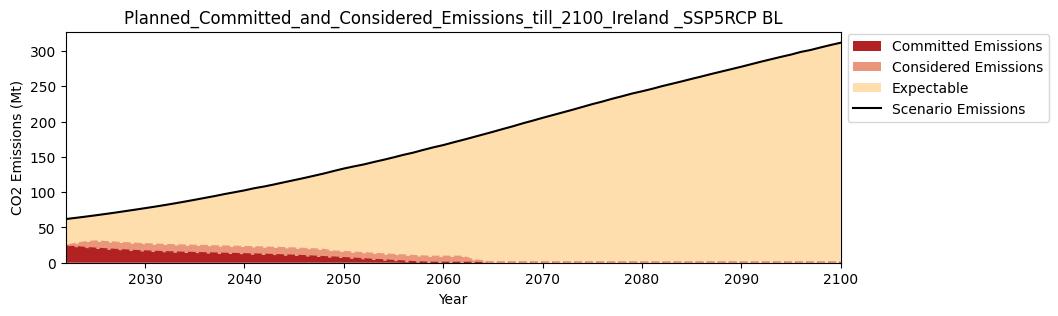 Planned_Committed_and_Considered_Emissions_till_2100_Ireland _SSP5RCP BL
CO2 Emissions (Mt)
300
250
200
150
100
50
0
2030 2040 2050 2060 2070 2080 2090 2100
Year
Committed Emissions
Considered Emissions
Expectable
Scenario Emissions